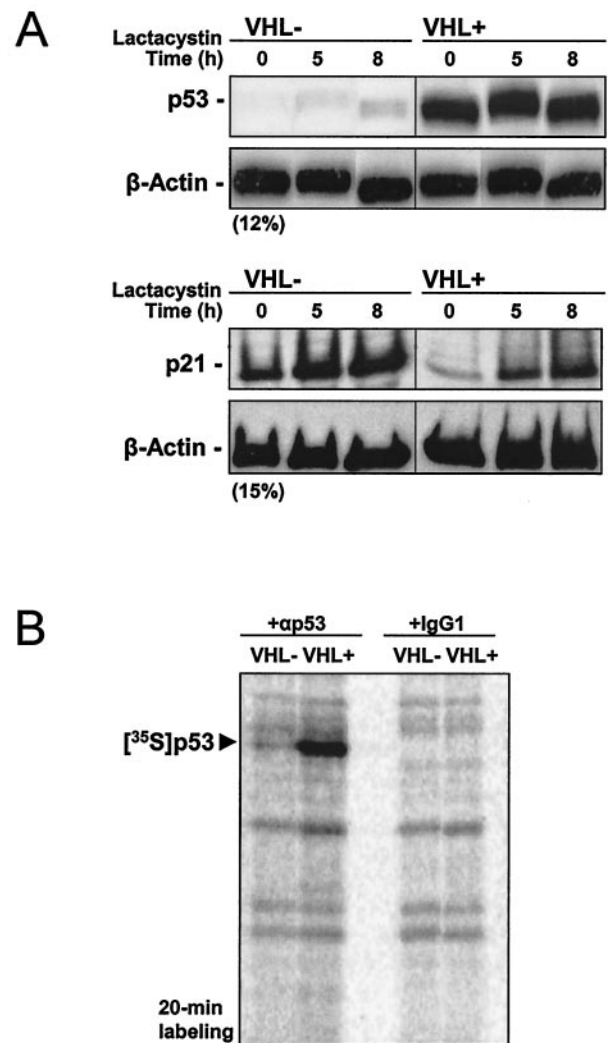 A
VHL- VHL+
Lactacystin
Time (h) 0 5 8 0 5 8
p53 -
β-Actin -
(12%)
VHL- VHL+
Lactacystin
Time (h) 0 5 8 0 5 8
p21 -
β-Actin -
(15%)
B
+αp53 +IgG1
VHL- VHL+ VHL- VHL+
[³⁵S]p53
20-min
labeling